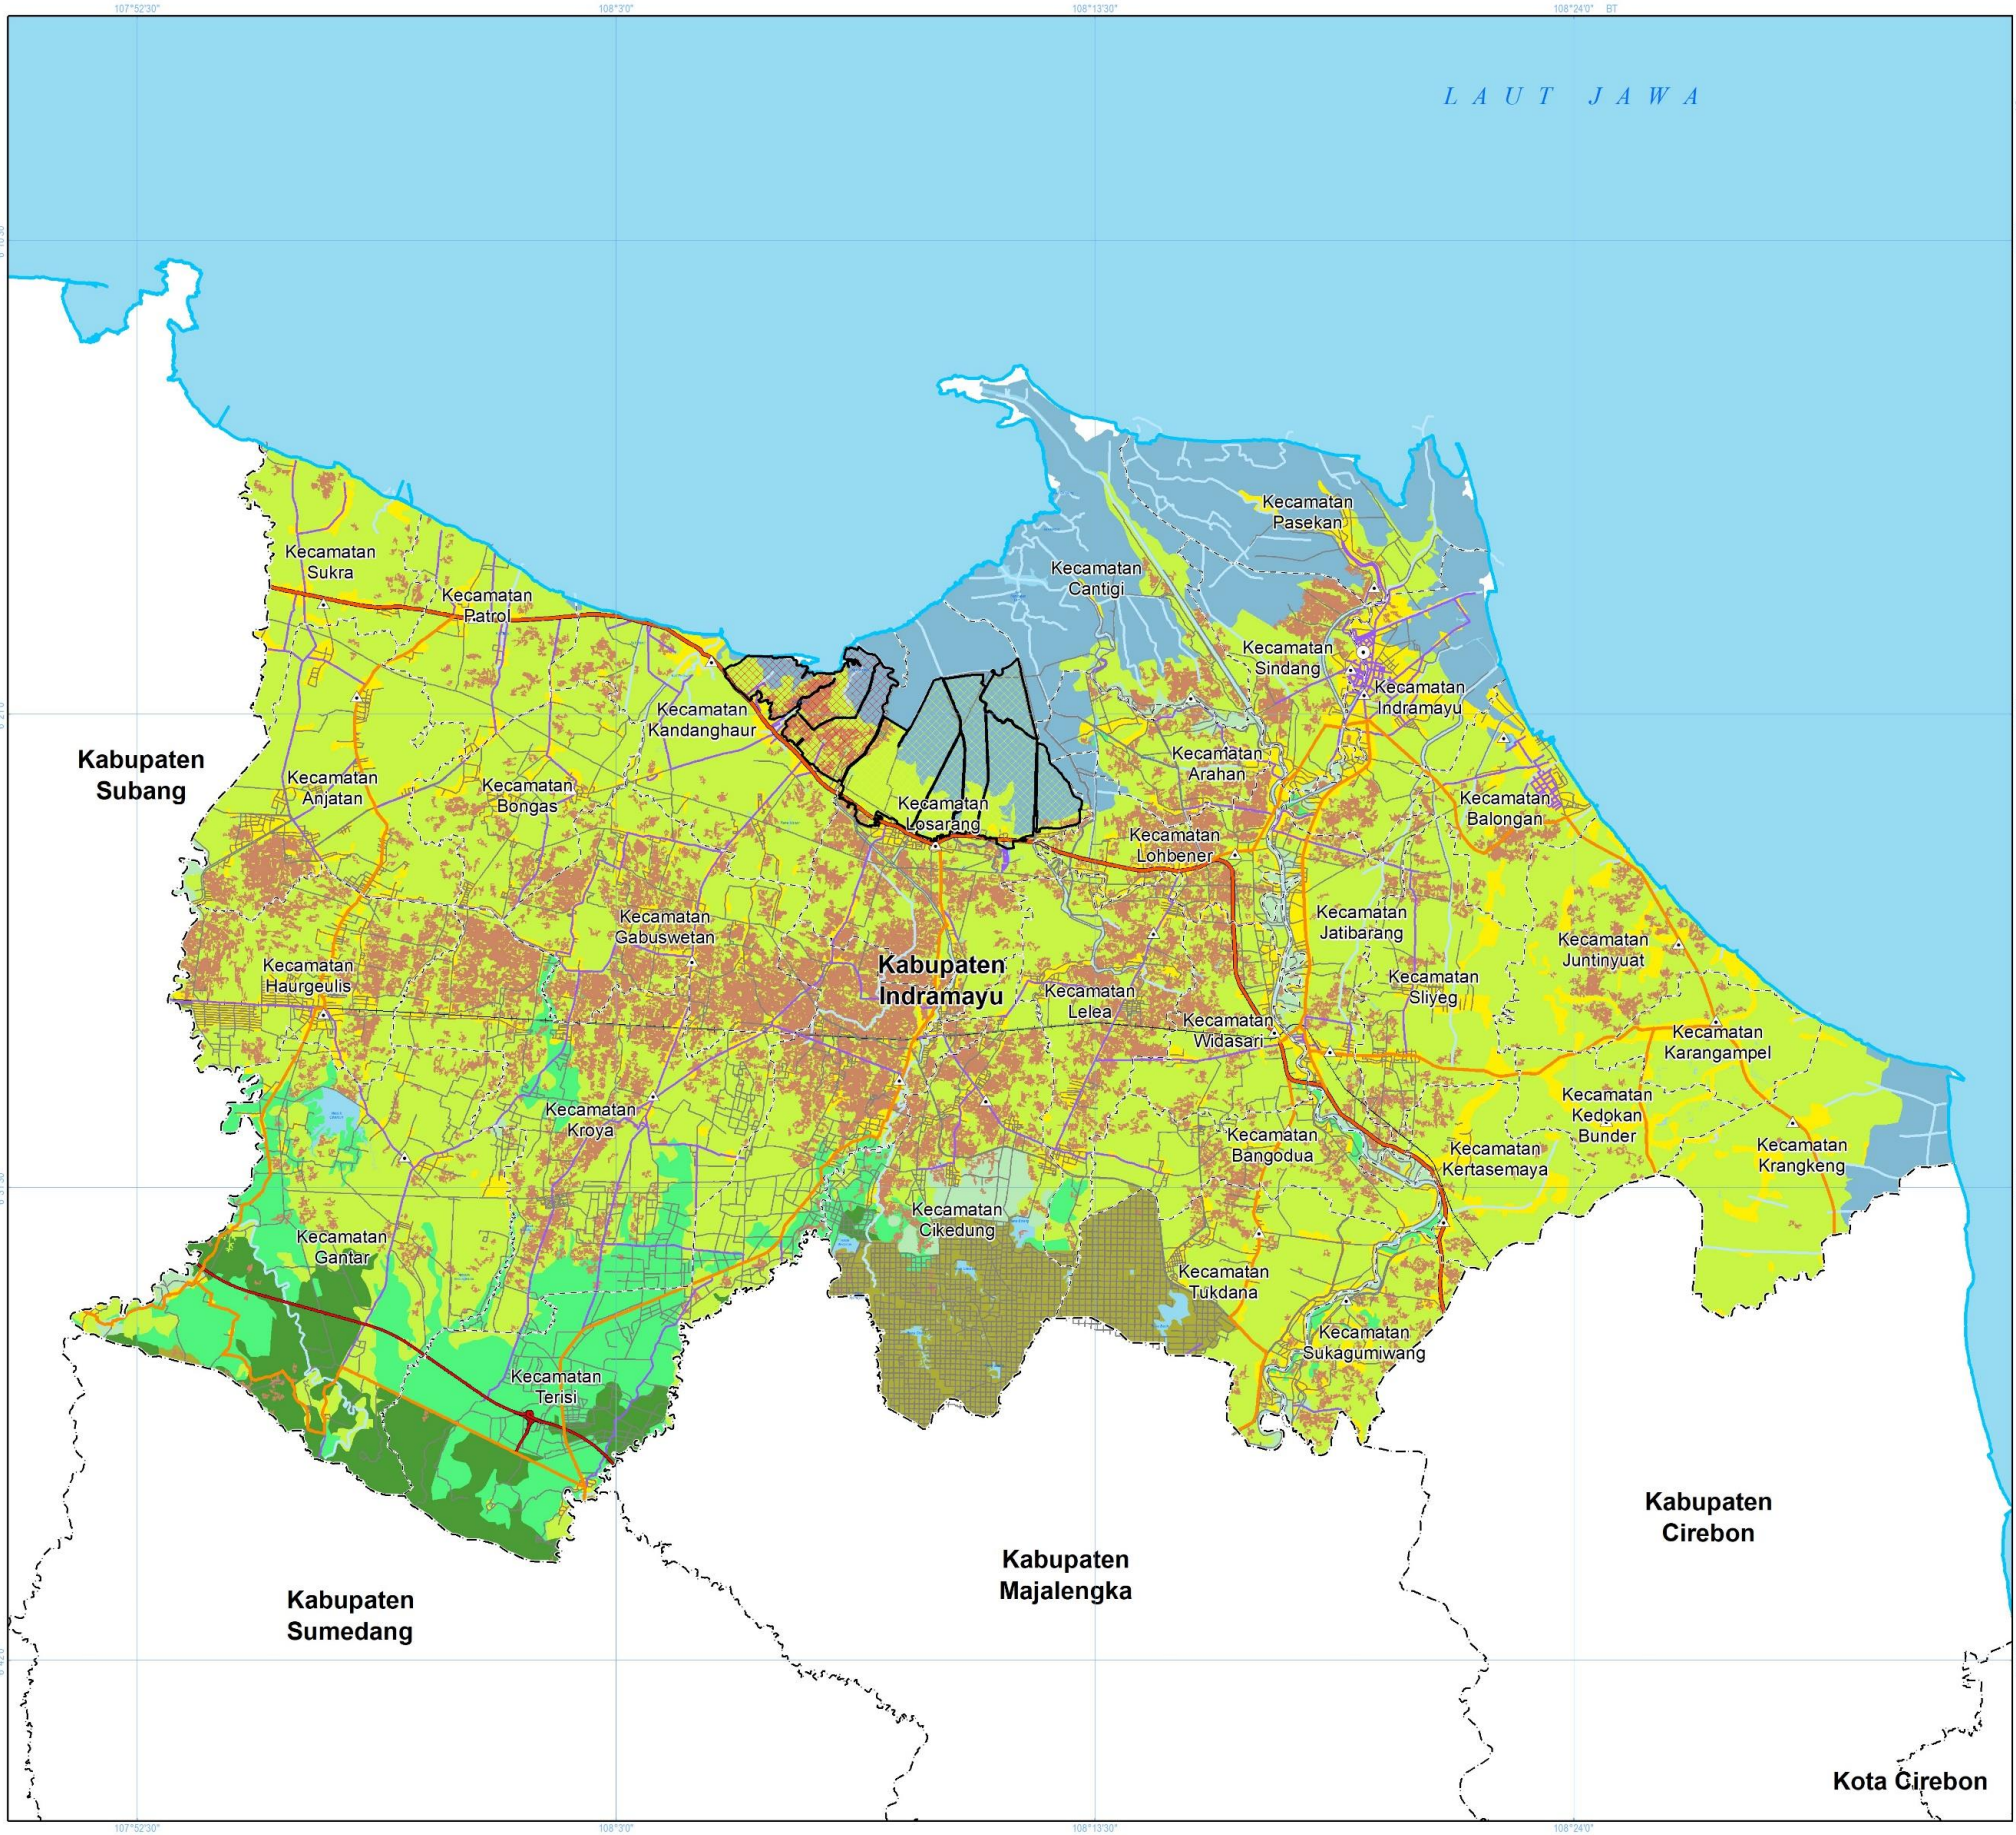 107°52'30"
108°3'0"
108°13'30"
108°24'0"
BT
LAUT JAWA
Kecamatan
Pasekan
Kecamatan
Sukra
Kecamatan
Cantigi
Kecamatan
Patrol
Kecamatan
Sindang
Kecamatan
Indramayu
Kecamatan
Kandanghaur
Kabupaten
Subang
Kecamatan
Arahan
Kecamatan
Anjatan
Kecamatan
Bongas
Kecamatan
Balongan
Kecamatan
Losarang
Kecamatan
Lohbener
Kecamatan
Gabuswetan
Kecamatan
Jatibarang
Kecamatan
Juntinyuat
Kecamatan
Haurgeulis
Kabupaten
Indramayu
Kecamatan
Sliyeg
Kecamatan
Lelea
Kecamatan
Widasari
Kecamatan
Karangampel
Kecamatan
Kroya
Kecamatan
Kedokan
Bunder
Kecamatan
Bangodua
Kecamatan
Kertasemaya
Kecamatan
Krangkeng
Kecamatan
Cikedung
Kecamatan
Gantar
Kecamatan
Tukdana
Kecamatan
Sukagumiwang
Kecamatan
Terisi
Kabupaten
Cirebon
Kabupaten
Majalengka
Kabupaten
Sumedang
Kota Cirebon
107°52'30"
108°3'0"
108°13'30"
108°24'0"